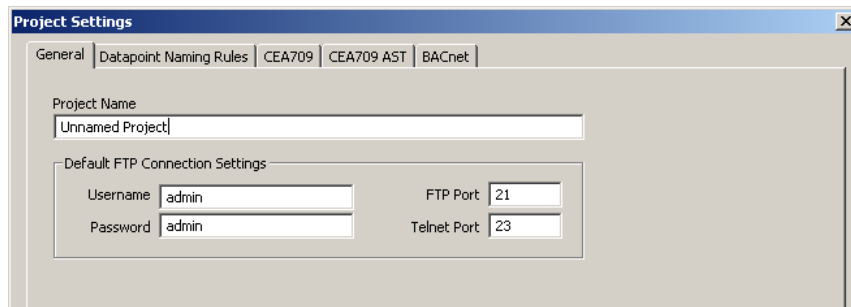 Project Settings
General Datapoint Naming Rules CEA709 CEA709 AST BACnet
Project Name
Unnamed Project
Default FTP Connection Settings
Username admin FTP Port 21
Password admin Telnet Port 23